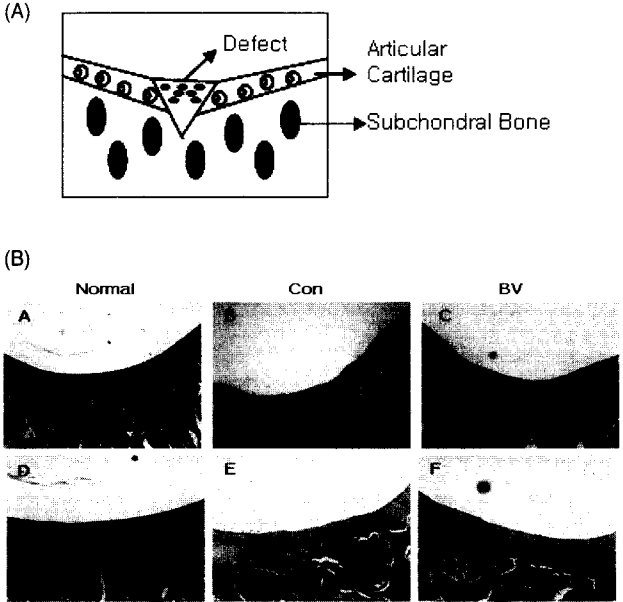 (A)
Defect
Articular
Cartilage
Subchondral Bone
(B)
Normal Con BV
A B C
D E F